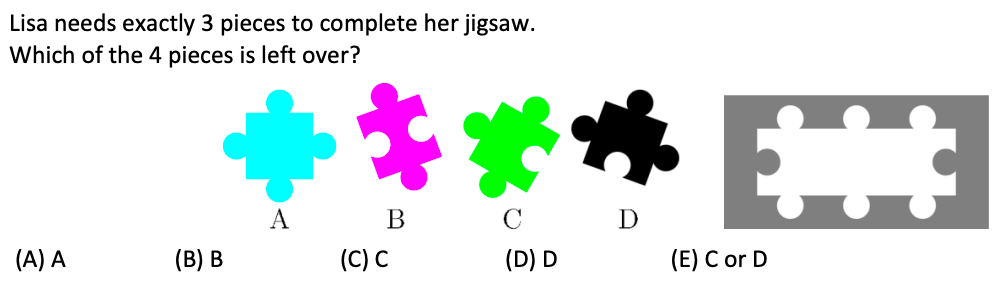 Lisa needs exactly 3 pieces to complete her jigsaw.
Which of the 4 pieces is left over?
A B C D
(A) A (B) B (C) C (D) D (E) C or D